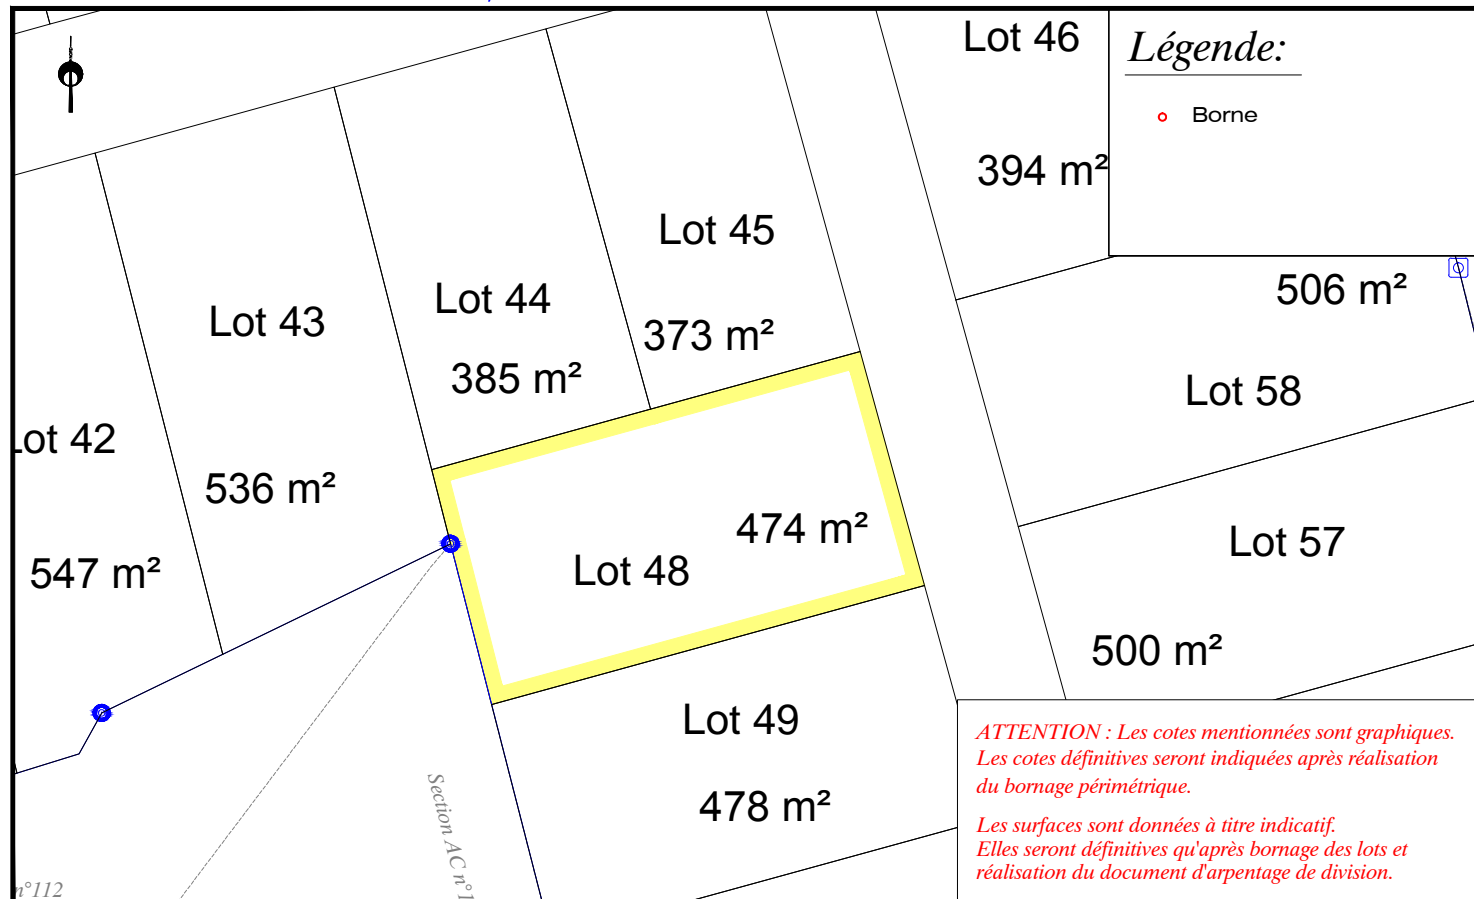 Lot 46
Légende:
Borne
394 m²
Lot 45
506 m²
Lot 44
Lot 43
373 m²
385 m²
Lot 58
Lot 42
536 m²
474 m²
Lot 48
Lot 57
547 m²
500 m²
Lot 49
478 m²
ATTENTION : Les cotes mentionnées sont graphiques.
Les cotes définitives seront indiquées après réalisation
du bornage périmétrique.
Les surfaces sont données à titre indicatif.
Elles seront définitives qu'après bornage des lots et
réalisation du document d'arpentage de division.
Section AC n°1
n°112